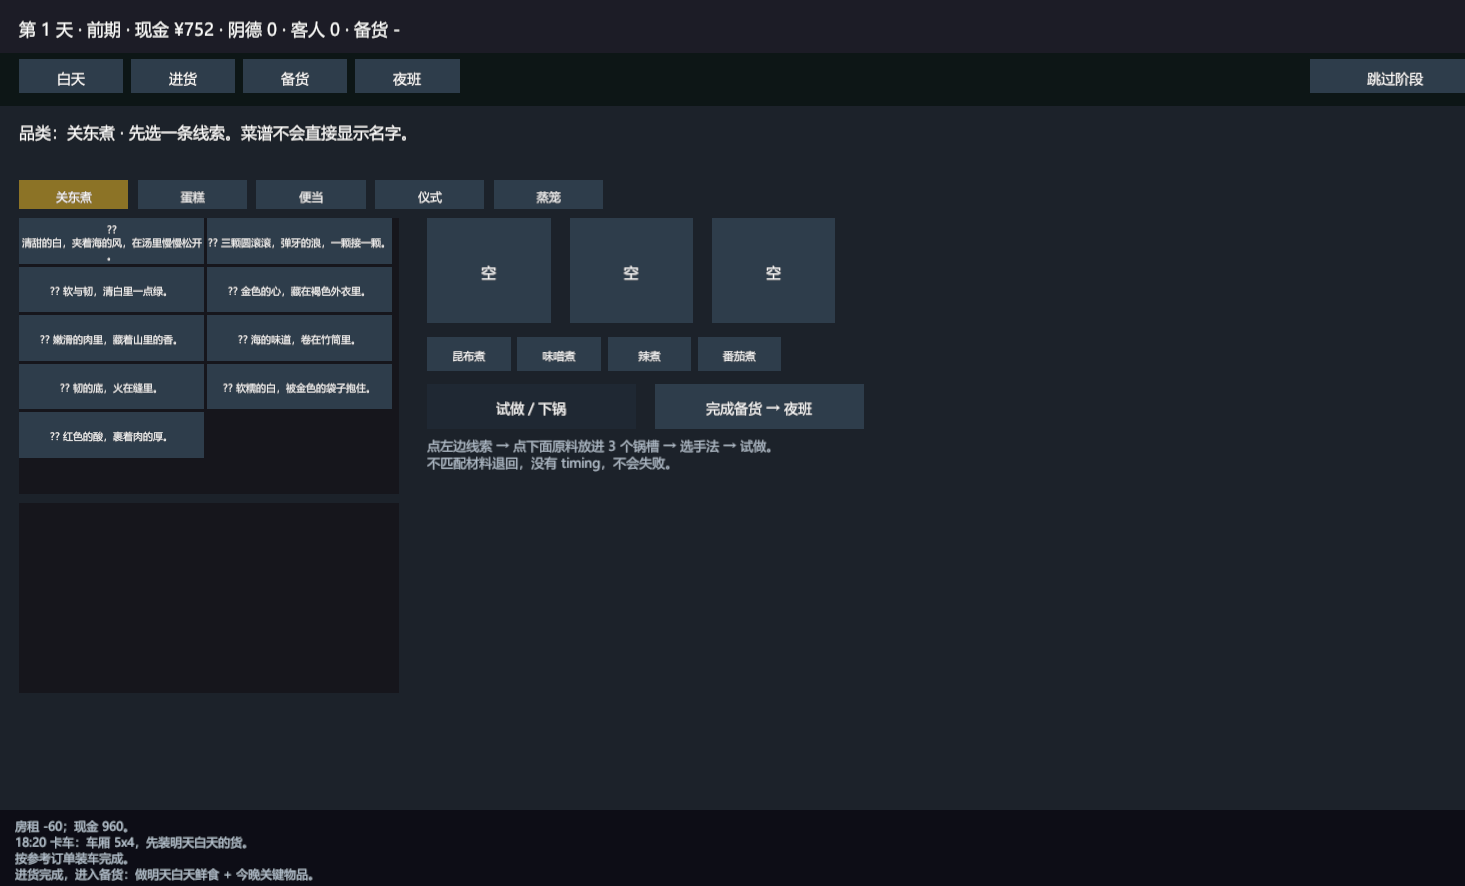 第 1 天 · 前期 · 现金 ¥752 · 阴德 0 · 客人 0 · 备货 -
白天 进货 备货 夜班 跳过阶段
品类：关东煮 · 先选一条线索。菜谱不会直接显示名字。
关东煮 蛋糕 便当 仪式 蒸笼
??
清甜的白，夹着海的风，在汤里慢慢松开
。
?? 三颗圆滚滚，弹牙的浪，一颗接一颗。
?? 软与韧，清白里一点绿。
?? 金色的心，藏在褐色外衣里。
?? 嫩滑的肉里，藏着山里的香。
?? 海的味道，卷在竹筒里。
?? 韧的底，火在缝里。
?? 软糯的白，被金色的袋子抱住。
?? 红色的酸，裹着肉的厚。
空 空 空
昆布煮 味噌煮 辣煮 番茄煮
试做 / 下锅 完成备货 → 夜班
点左边线索 → 点下面原料放进 3 个锅槽 → 选手法 → 试做。
不匹配材料退回，没有 timing，不会失败。
房租 -60；现金 960。
18:20 卡车：车厢 5x4，先装明天白天的货。
按参考订单装车完成。
进货完成，进入备货：做明天白天鲜食 + 今晚关键物品。